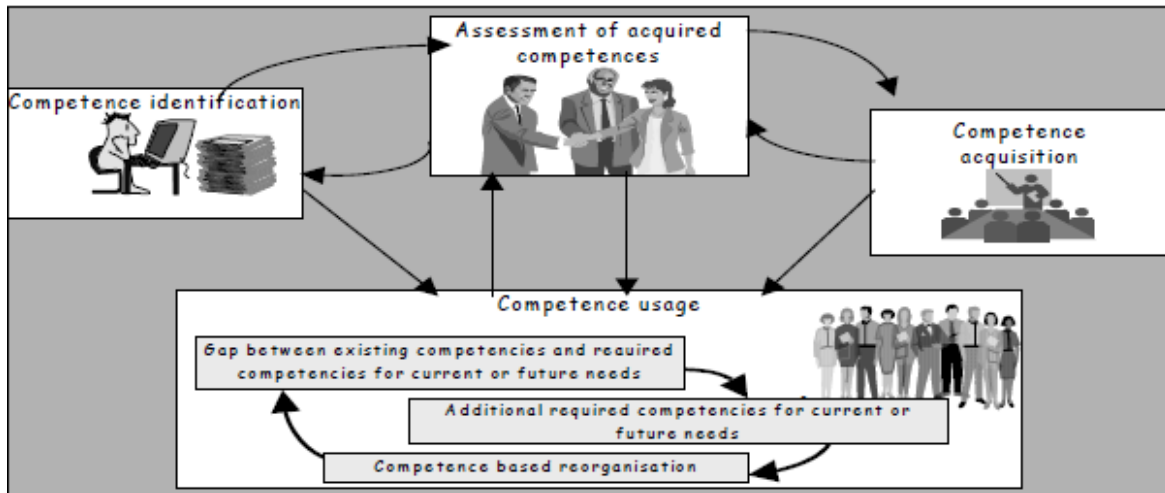 Assessment of acquired
competences
Competence identification
Competence
acquisition
Competence usage
Gap between existing competencies and required
competencies for current or future needs
Additional required competencies for current or
future needs
Competence based reorganisation